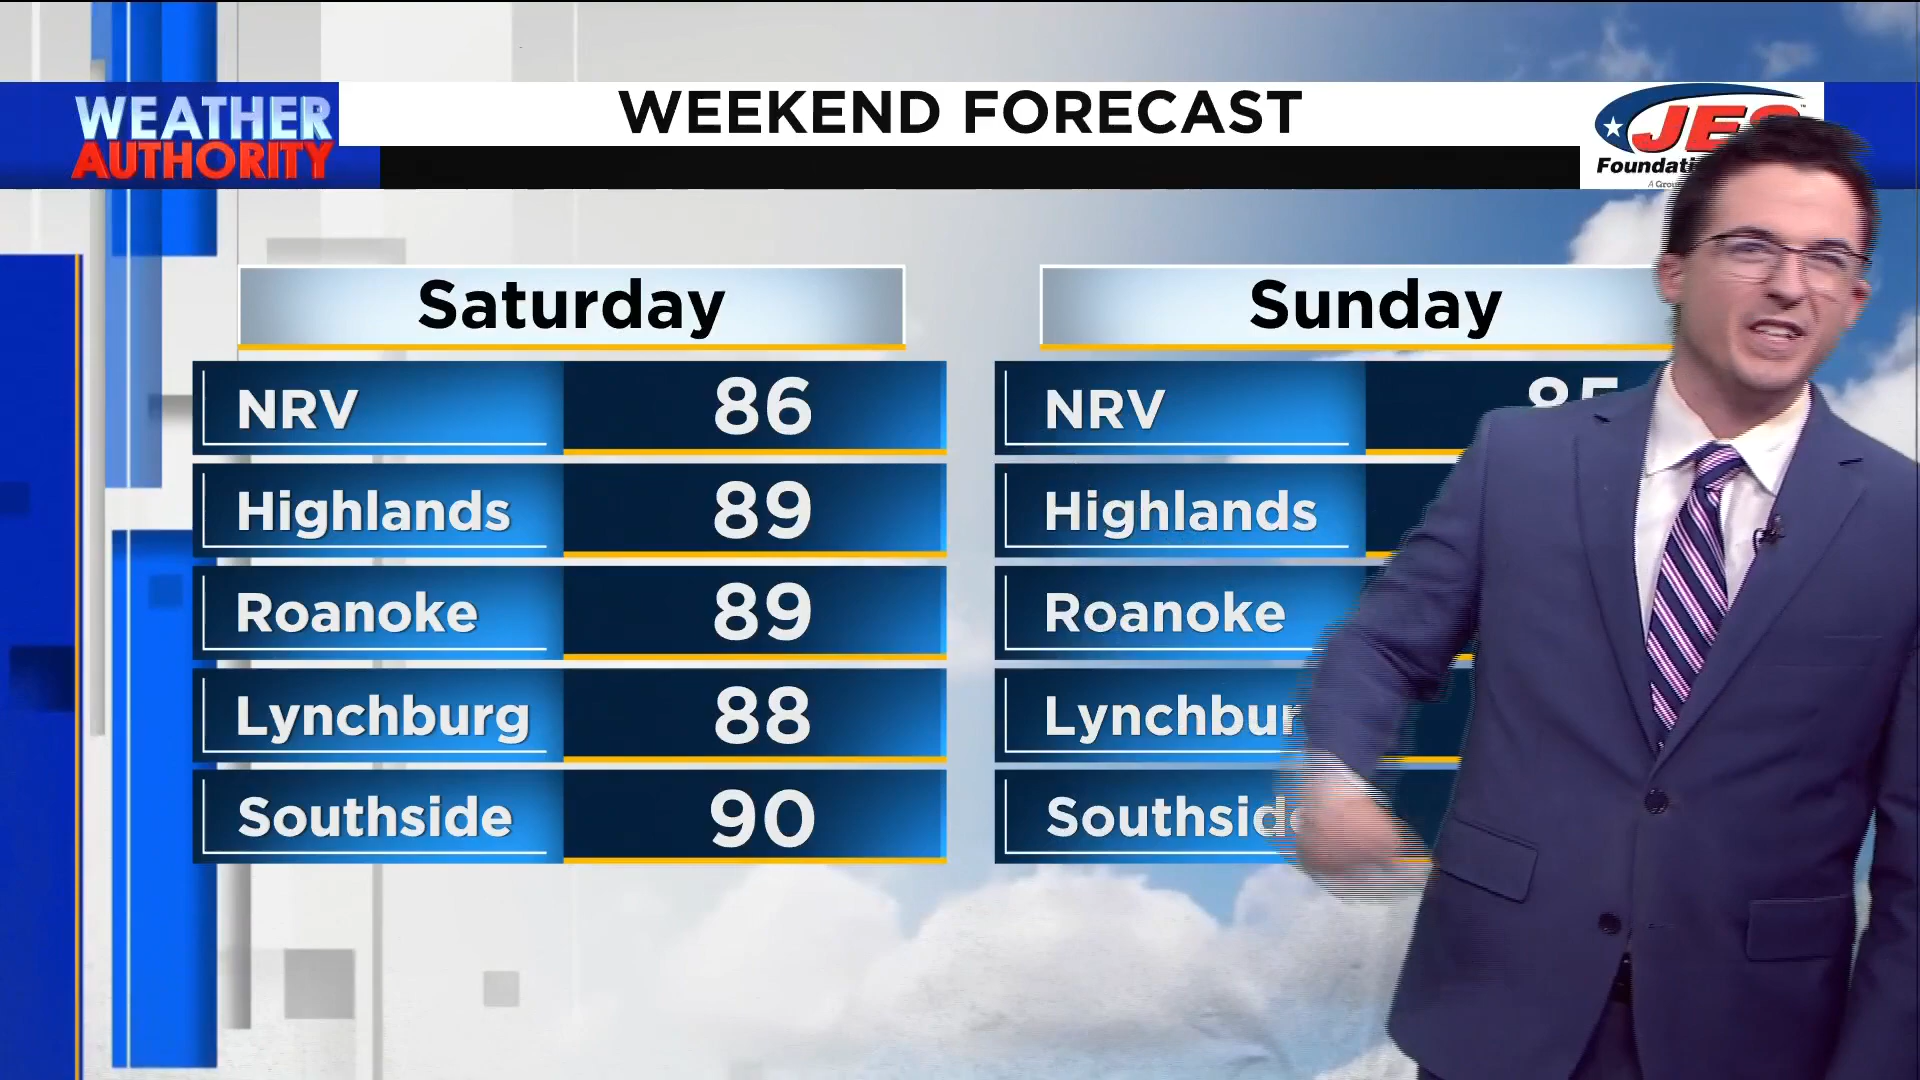 WEATHER
AUTHORITY
WEEKEND FORECAST
Saturday
NRV 86
Highlands 89
Roanoke 89
Lynchburg 88
Southside 90
Sunday
NRV 85
Highlands
Roanoke
Lynchbur
Southsid